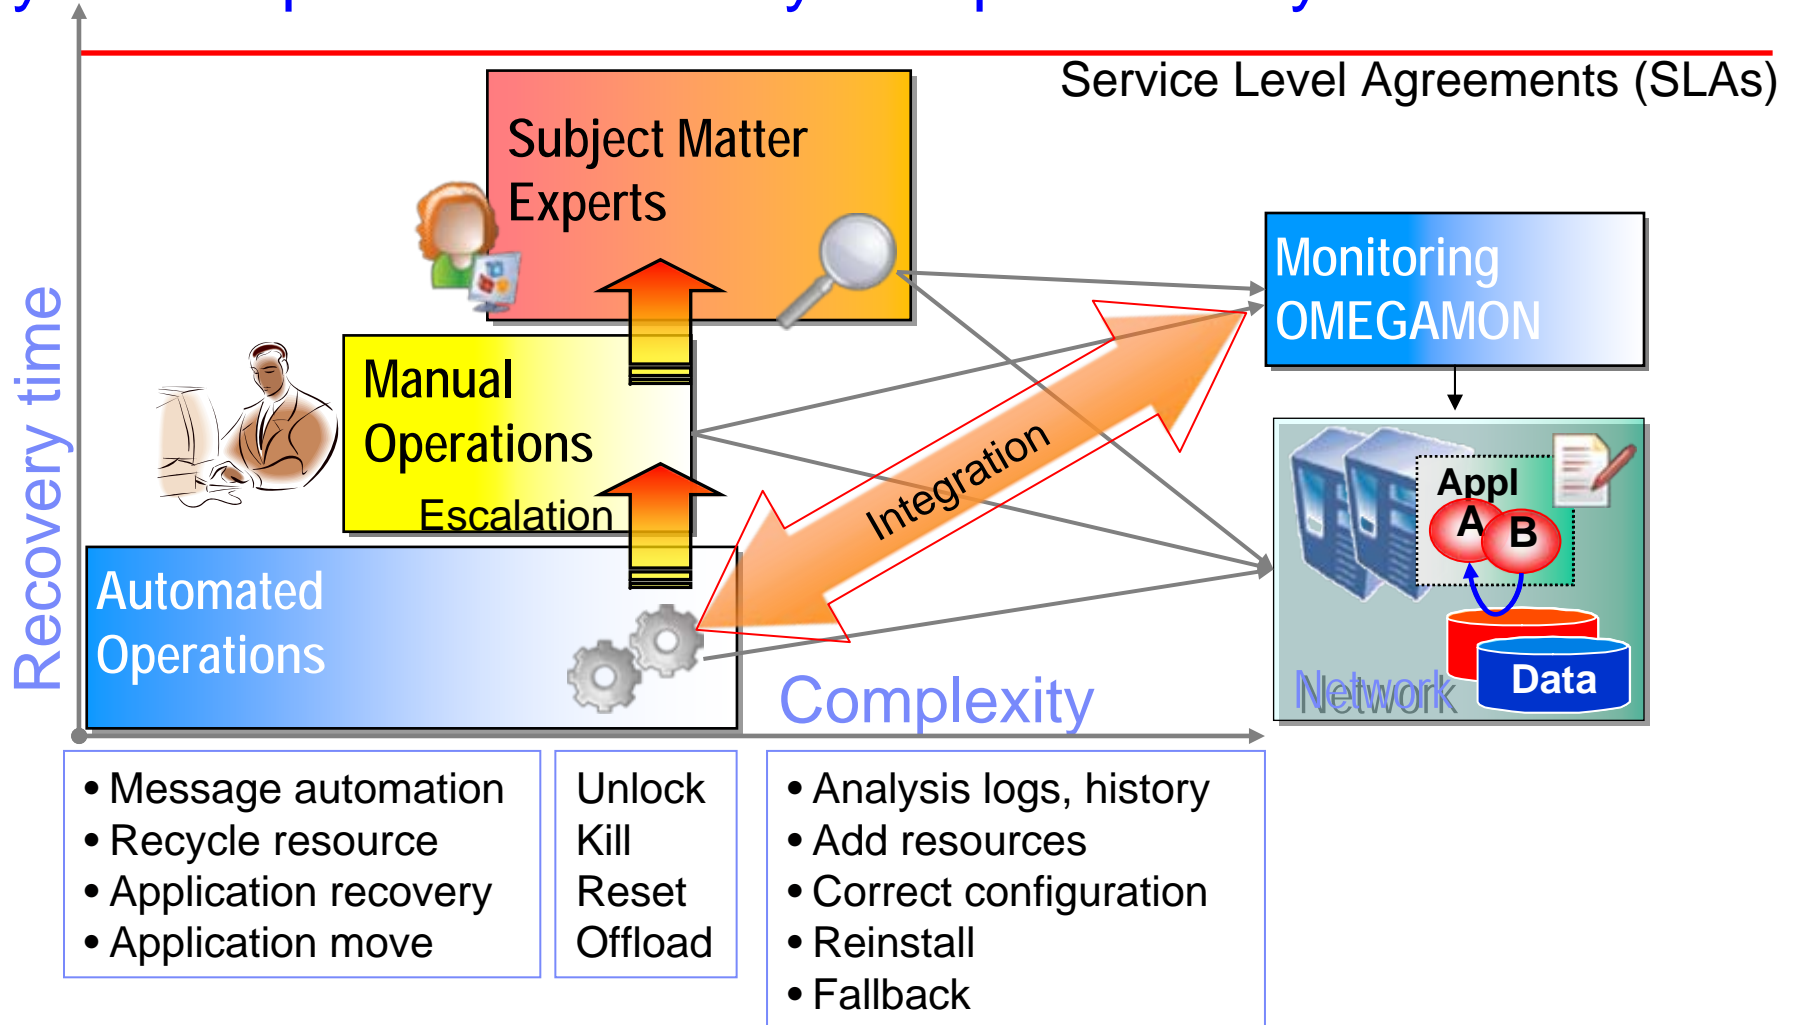 Service Level Agreements (SLAs)
Subject Matter
Experts
Monitoring
OMEGAMON
Manual
Operations
Escalation
Integration
Appl
A
B
Automated
Operations
Recovery time
Complexity
Network
Data
• Message automation
• Recycle resource
• Application recovery
• Application move
Unlock
Kill
Reset
Offload
• Analysis logs, history
• Add resources
• Correct configuration
• Reinstall
• Fallback